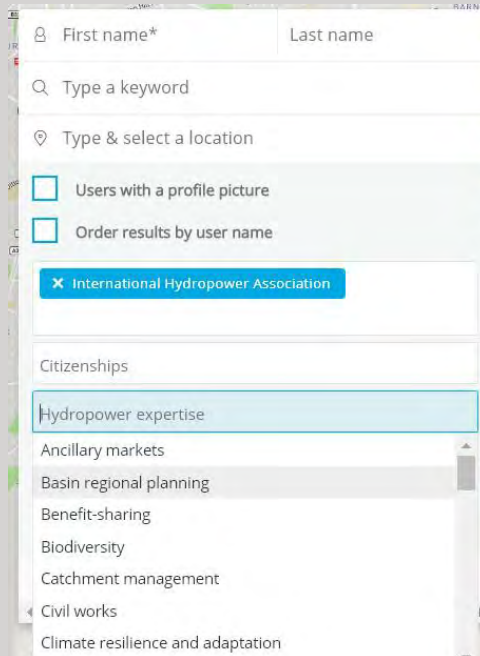 BARN
First name* Last name
Type a keyword
Type & select a location
Users with a profile picture
Order results by user name
× International Hydropower Association
Citizenships
Hydropower expertise
Ancillary markets
Basin regional planning
Benefit-sharing
Biodiversity
Catchment management
Civil works
Climate resilience and adaptation